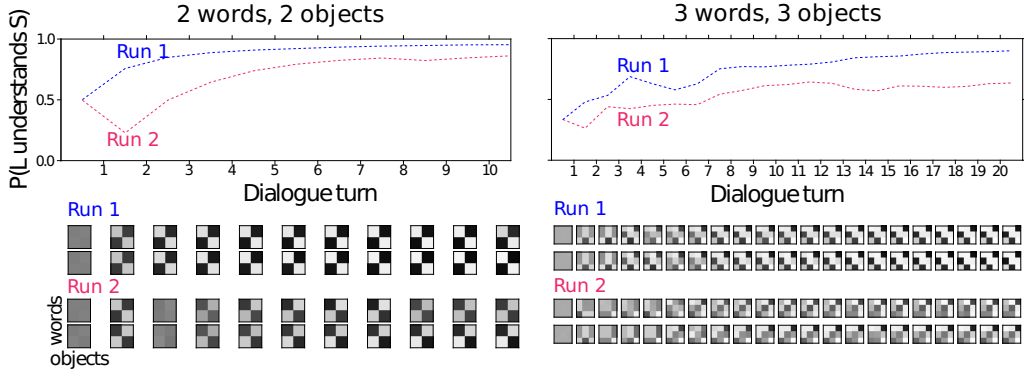 2 words, 2 objects
P(L understands S)
1.0
0.5
0.0
Run 1
Run 2
1 2 3 4 5 6 7 8 9 10
Dialogue turn
Run 1
Run 2
words
objects
3 words, 3 objects
Run 1
Run 2
1 2 3 4 5 6 7 8 9 10 11 12 13 14 15 16 17 18 19 20
Dialogue turn
Run 1
Run 2